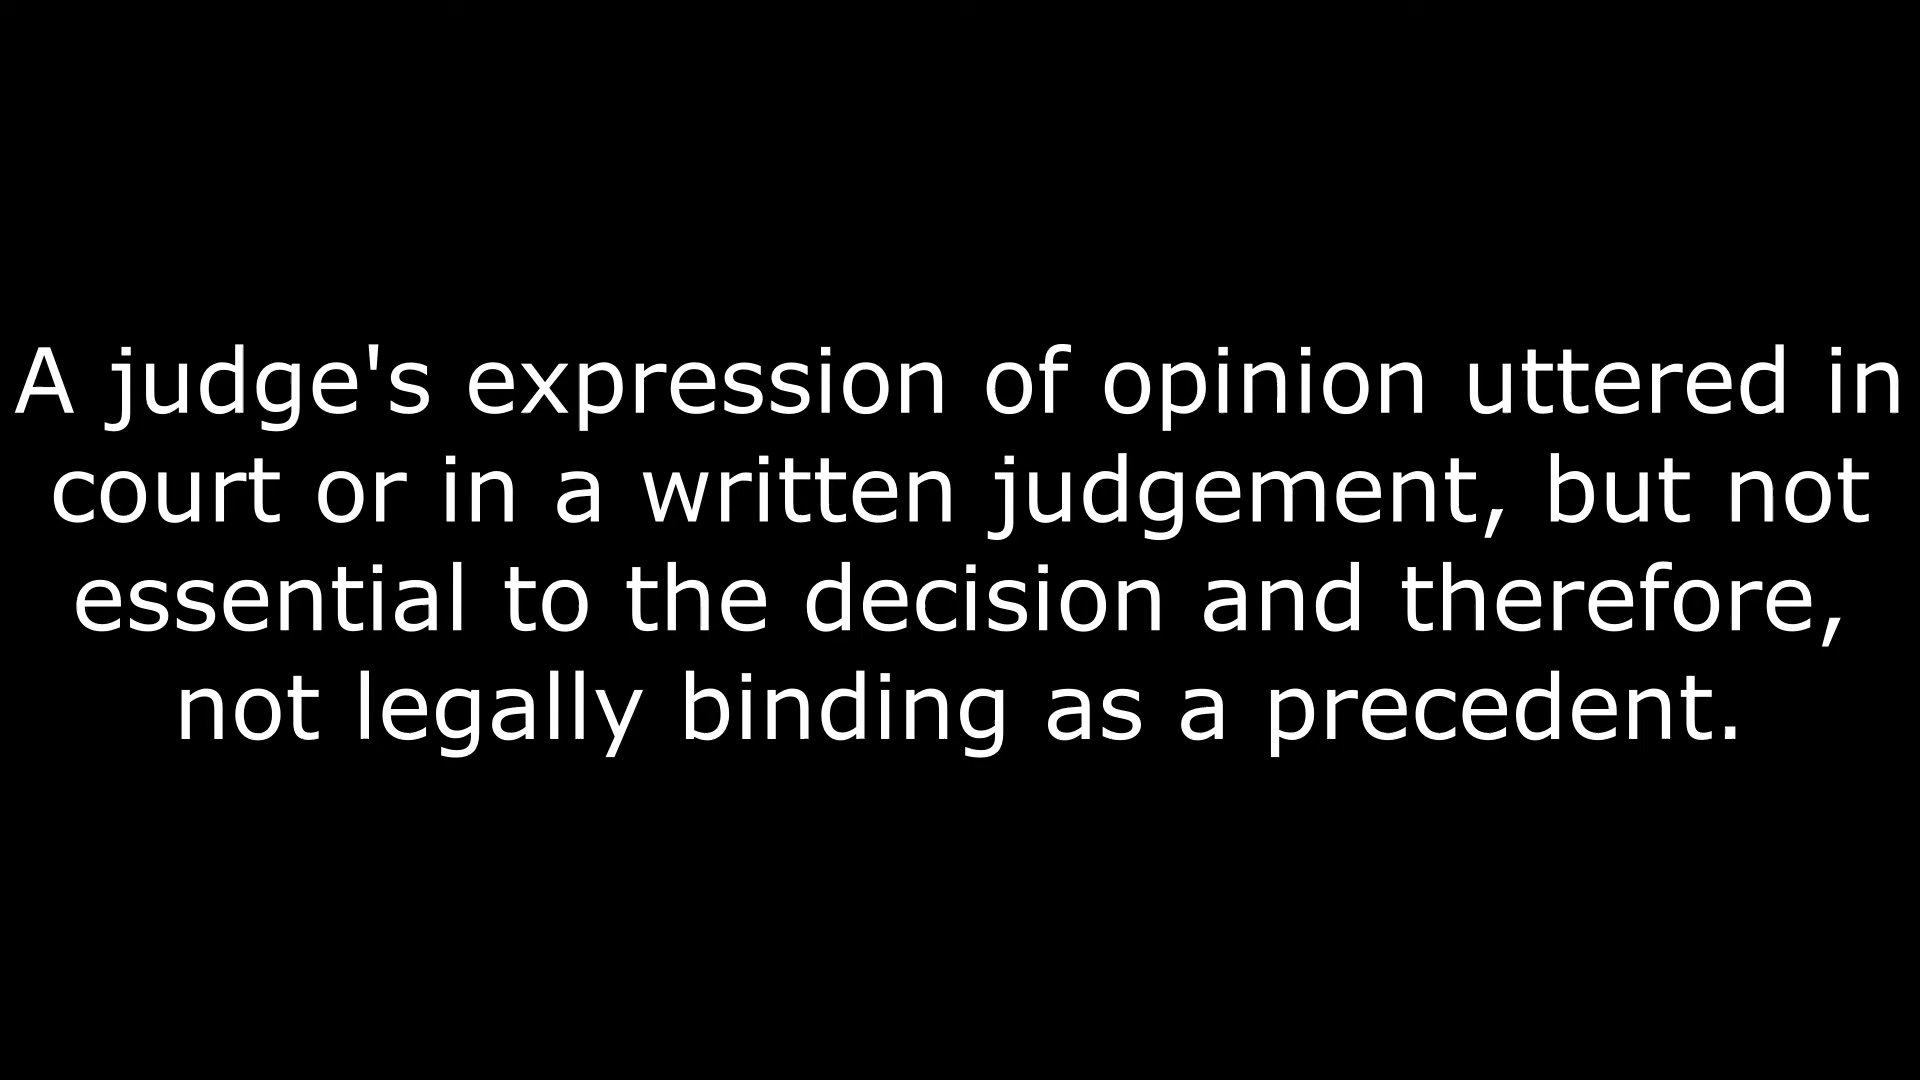 A judge's expression of opinion uttered in
court or in a written judgement, but not
essential to the decision and therefore,
not legally binding as a precedent.